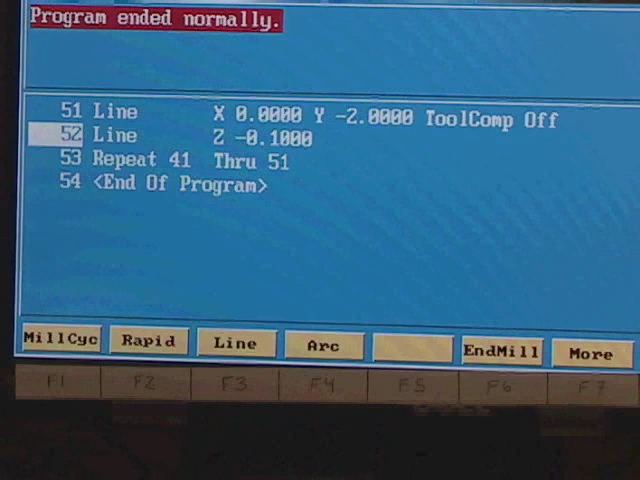 Program ended normally.
51 Line X 0.0000 Y -2.0000 ToolComp Off
52 Line Z -0.1000
53 Repeat 41 Thru 51
54 <End Of Program>
MillCyc Rapid Line Arc EndMill More
F1 F2 F3 F4 F5 F6 F7